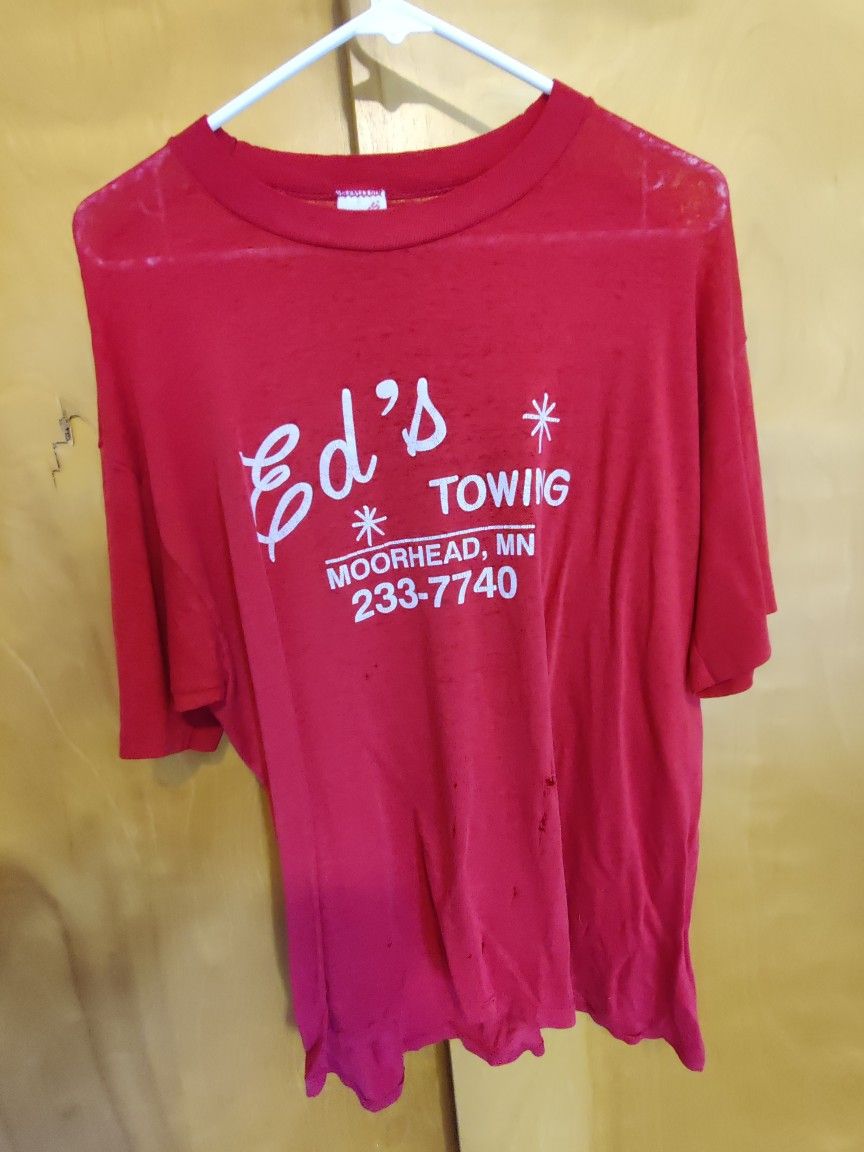 Ed's
TOWING
MOORHEAD, MN
233-7740